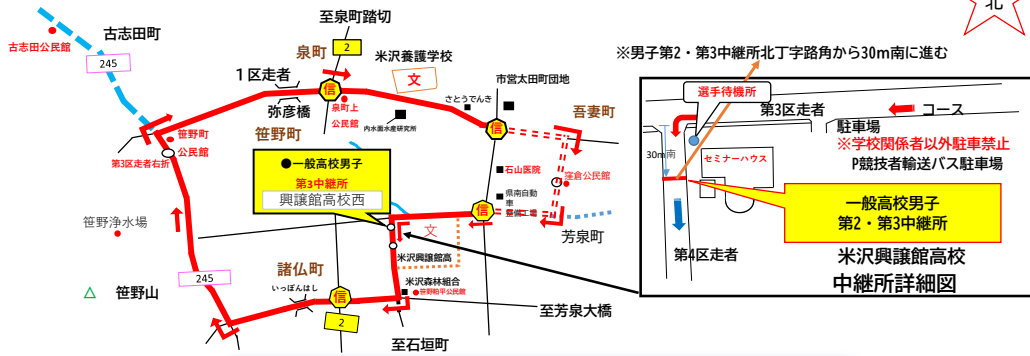 北
古志田公民館
古志田町
245
至泉町踏切
2
泉町
米沢養護学校
文
1区走者
弥彦橋
信
泉町上
公民館
内水面水産研究所
さとうでんき
市営太田町団地
信
吾妻町
笹野町
笹野町
公民館
第3区走者右折
●一般高校男子
第3中継所
興譲館高校西
石山医院
窪倉公民館
県南自動
車
整備工場
信
芳泉町
文
米沢興譲館高
笹野浄水場
245
諸仏町
いっぽんばし
信
2
米沢森林組合
笹野船平公民館
△ 笹野山
至石垣町
至芳泉大橋
※男子第2・第3中継所北丁字路角から30m南に進む
選手待機所
第3区走者
コース
駐車場
※学校関係者以外駐車禁止
P競技者輸送バス駐車場
30m南
セミナーハウス
一般高校男子
第2・第3中継所
第4区走者
米沢興譲館高校
中継所詳細図